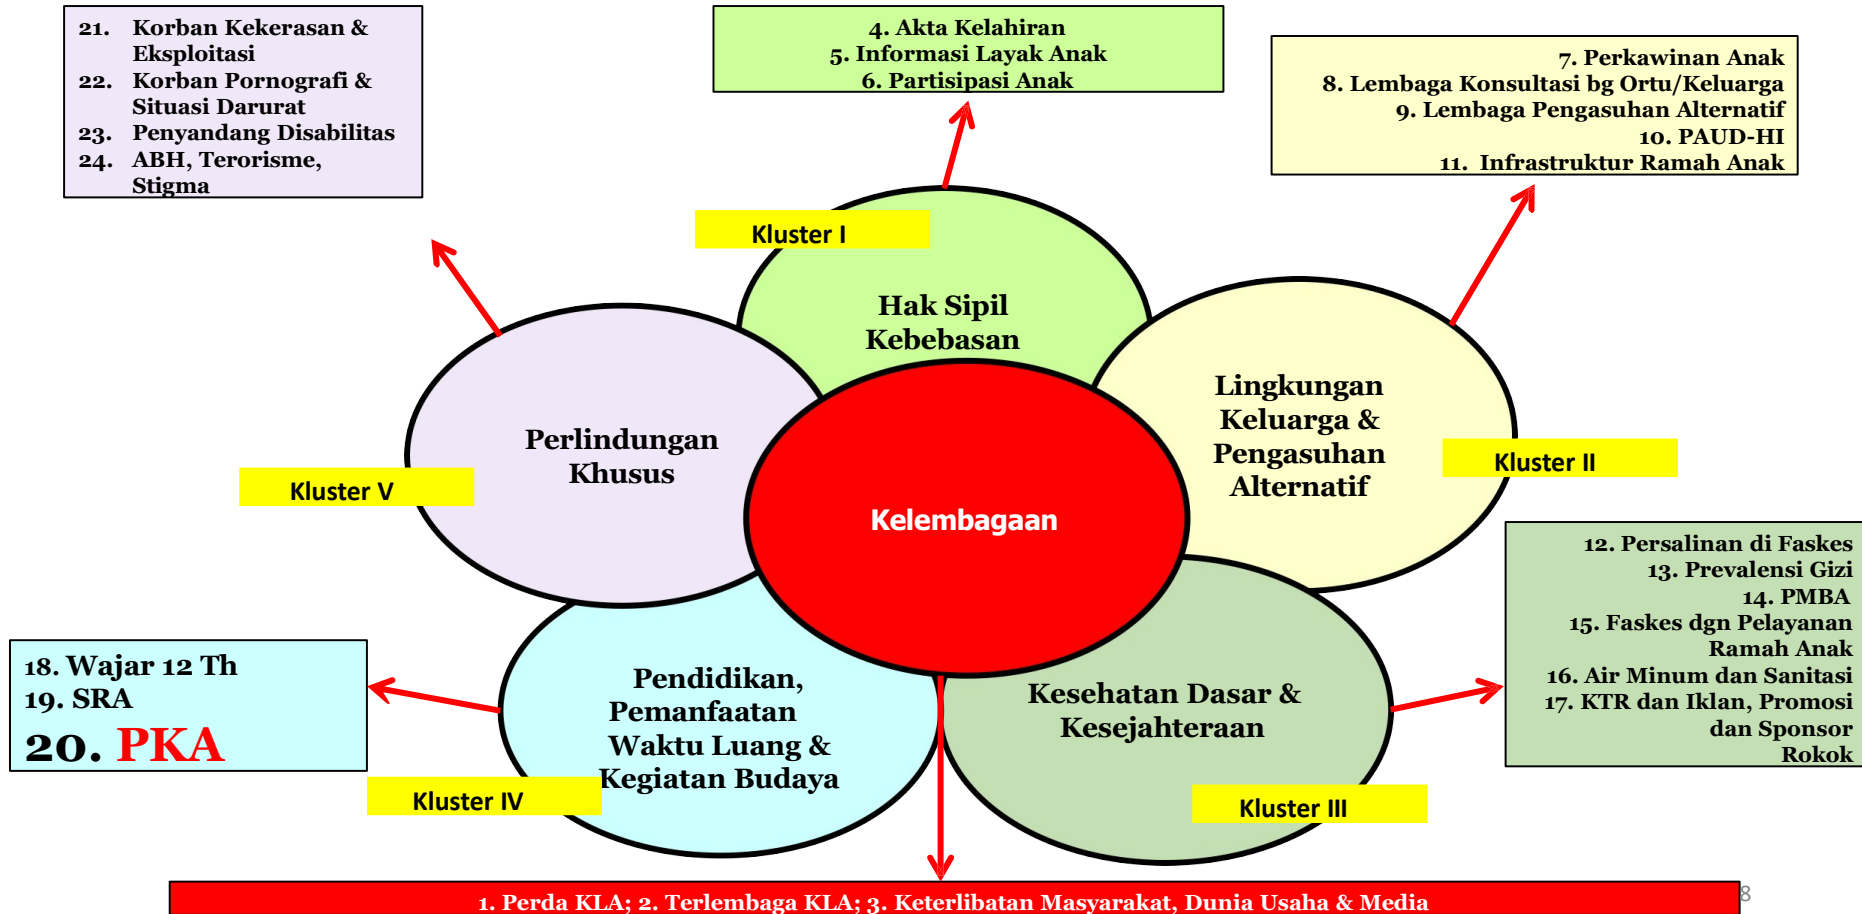 21. Korban Kekerasan &
Eksploitasi
22. Korban Pornografi &
Situasi Darurat
23. Penyandang Disabilitas
24. ABH, Terorisme,
Stigma
4. Akta Kelahiran
5. Informasi Layak Anak
6. Partisipasi Anak
7. Perkawinan Anak
8. Lembaga Konsultasi bg Ortu/Keluarga
9. Lembaga Pengasuhan Alternatif
10. PAUD-HI
11. Infrastruktur Ramah Anak
Kluster I
Hak Sipil
Kebebasan
Lingkungan
Keluarga &
Pengasuhan
Alternatif
Kluster II
Perlindungan
Khusus
Kluster V
Kelembagaan
12. Persalinan di Faskes
13. Prevalensi Gizi
14. PMBA
15. Faskes dgn Pelayanan
Ramah Anak
16. Air Minum dan Sanitasi
17. KTR dan Iklan, Promosi
dan Sponsor
Rokok
18. Wajar 12 Th
19. SRA
20. PKA
Pendidikan,
Pemanfaatan
Waktu Luang &
Kegiatan Budaya
Kluster IV
Kesehatan Dasar &
Kesejahteraan
Kluster III
1. Perda KLA; 2. Terlembaga KLA; 3. Keterlibatan Masyarakat, Dunia Usaha & Media
8